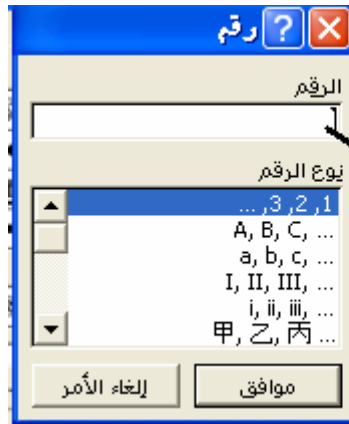 رقم
الرقم
نوع الرقم
1, 2, 3, ...
A, B, C, ...
a, b, c, ...
I, II, III, ...
i, ii, iii, ...
甲, 乙, 丙 ...
موافق
إلغاء الأمر